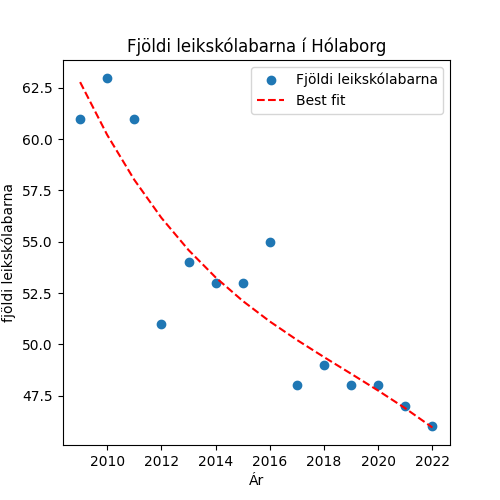 Fjöldi leikskólabarna í Hólaborg
Fjöldi leikskólabarna
Best fit
62.5
60.0
57.5
55.0
52.5
50.0
47.5
fjöldi leikskólabarna
2010 2012 2014 2016 2018 2020 2022
Ár